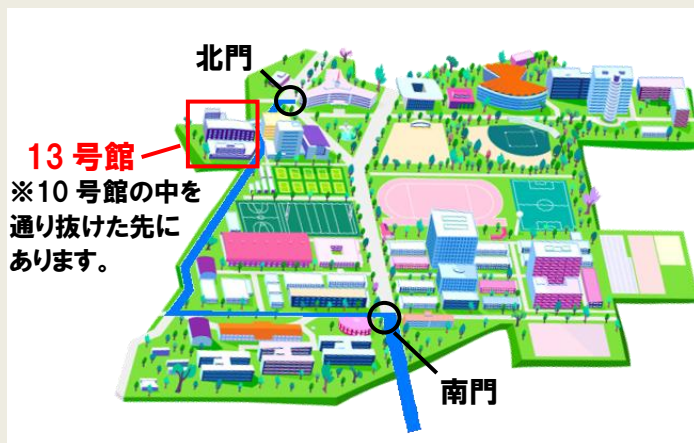 北門
13 号館
※10 号館の中を
通り抜けた先に
あります。
南門